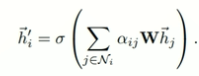 $$\vec{h}'_i = \sigma \left( \sum_{j \in \mathcal{N}_i} \alpha_{ij} \mathbf{W} \vec{h}_j \right).$$